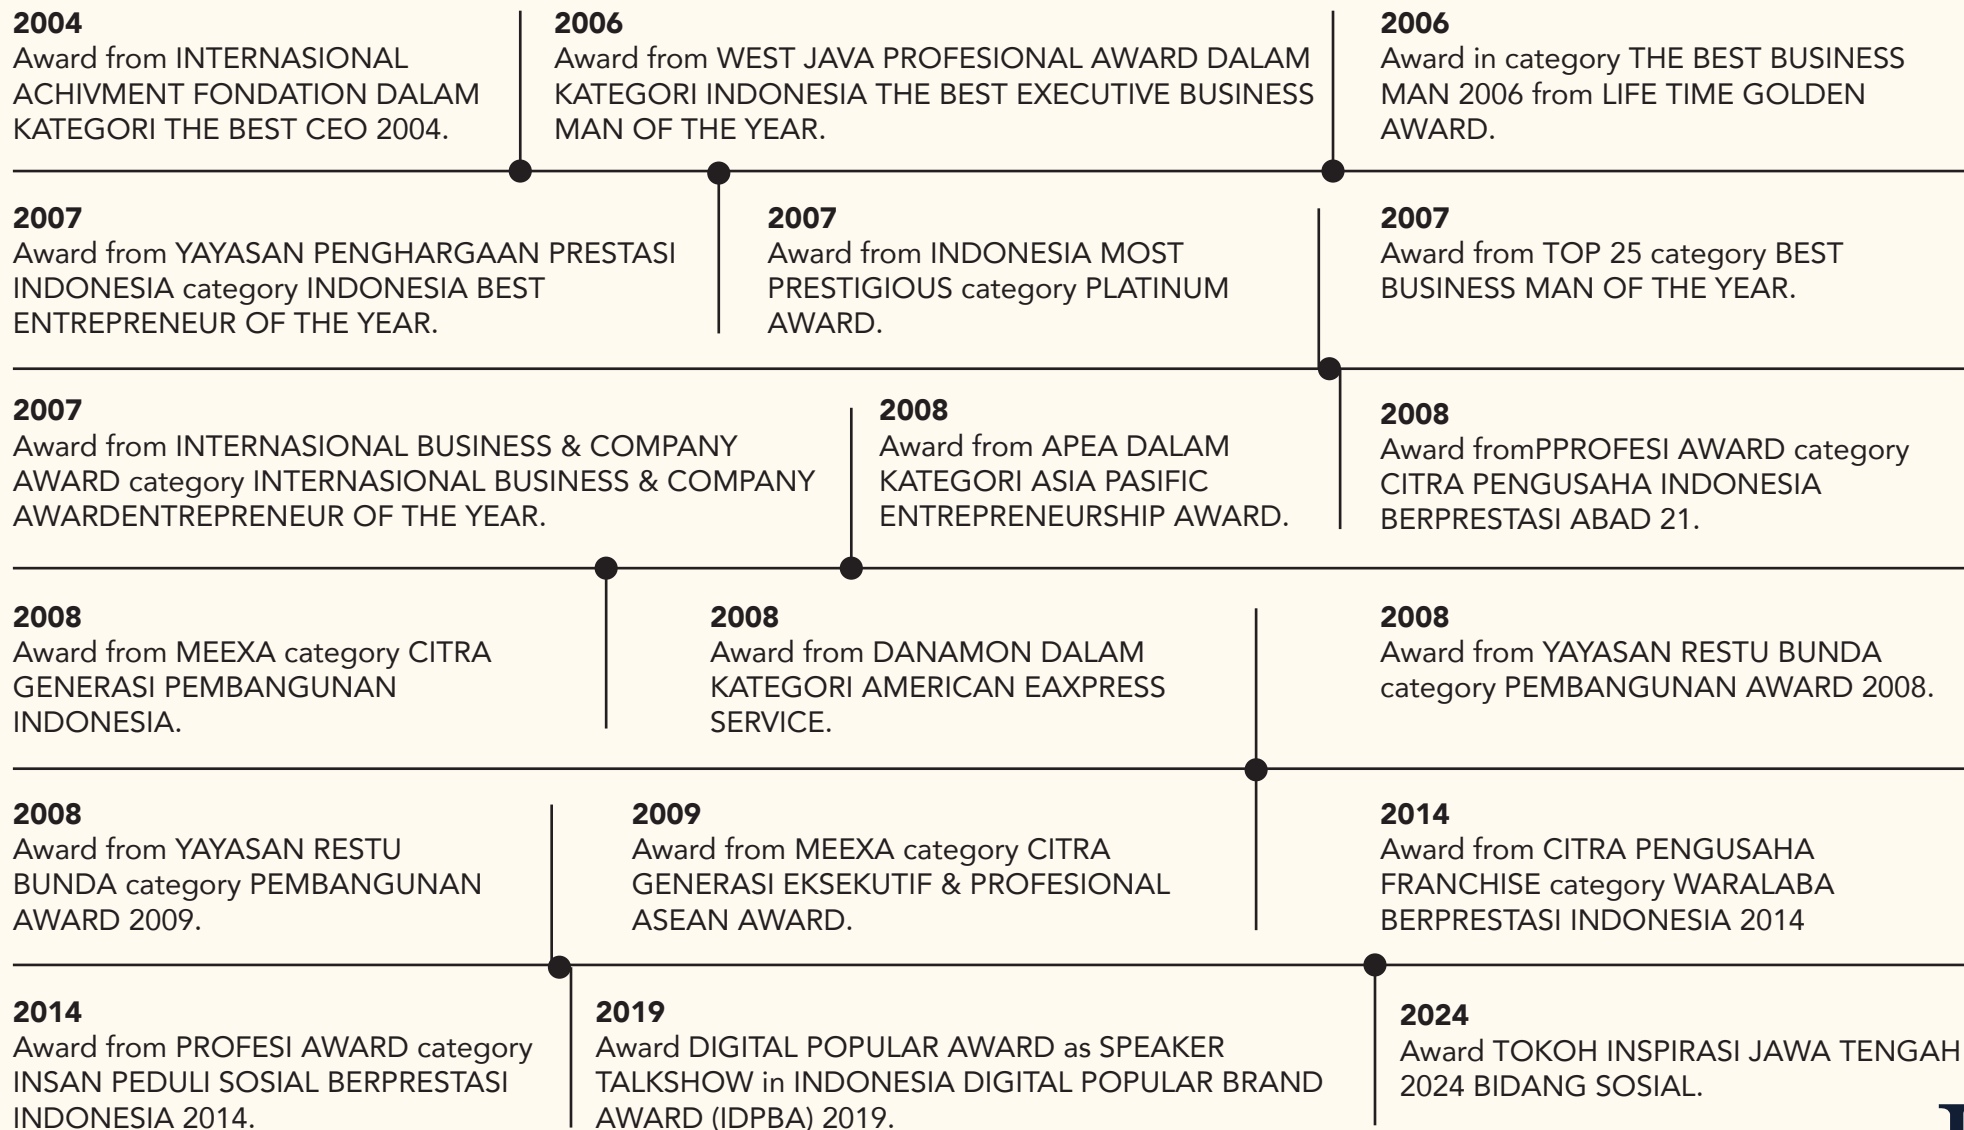 2004
Award from INTERNASIONAL
ACHIVMENT FONDATION DALAM
KATEGORI THE BEST CEO 2004.
2006
Award from WEST JAVA PROFESIONAL AWARD DALAM
KATEGORI INDONESIA THE BEST EXECUTIVE BUSINESS
MAN OF THE YEAR.
2006
Award in category THE BEST BUSINESS
MAN 2006 from LIFE TIME GOLDEN
AWARD.
2007
Award from YAYASAN PENGHARGAAN PRESTASI
INDONESIA category INDONESIA BEST
ENTREPRENEUR OF THE YEAR.
2007
Award from INDONESIA MOST
PRESTIGIOUS category PLATINUM
AWARD.
2007
Award from TOP 25 category BEST
BUSINESS MAN OF THE YEAR.
2007
Award from INTERNASIONAL BUSINESS & COMPANY
AWARD category INTERNASIONAL BUSINESS & COMPANY
AWARDENTREPRENEUR OF THE YEAR.
2008
Award from APEA DALAM
KATEGORI ASIA PASIFIC
ENTREPRENEURSHIP AWARD.
2008
Award fromPPROFESI AWARD category
CITRA PENGUSAHA INDONESIA
BERPRESTASI ABAD 21.
2008
Award from MEEXA category CITRA
GENERASI PEMBANGUNAN
INDONESIA.
2008
Award from DANAMON DALAM
KATEGORI AMERICAN EAXPRESS
SERVICE.
2008
Award from YAYASAN RESTU BUNDA
category PEMBANGUNAN AWARD 2008.
2008
Award from YAYASAN RESTU
BUNDA category PEMBANGUNAN
AWARD 2009.
2009
Award from MEEXA category CITRA
GENERASI EKSEKUTIF & PROFESIONAL
ASEAN AWARD.
2014
Award from CITRA PENGUSAHA
FRANCHISE category WARALABA
BERPRESTASI INDONESIA 2014
2014
Award from PROFESI AWARD category
INSAN PEDULI SOSIAL BERPRESTASI
INDONESIA 2014.
2019
Award DIGITAL POPULAR AWARD as SPEAKER
TALKSHOW in INDONESIA DIGITAL POPULAR BRAND
AWARD (IDPBA) 2019.
2024
Award TOKOH INSPIRASI JAWA TENGAH
2024 BIDANG SOSIAL.